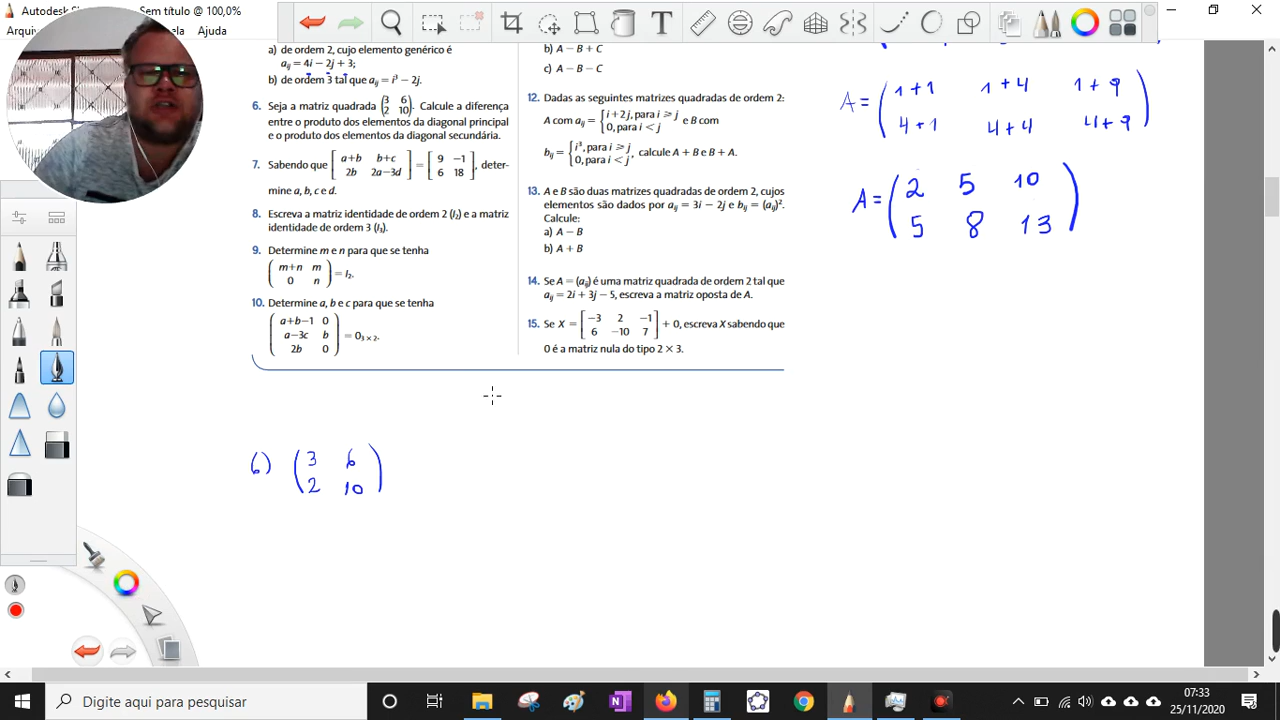 Autodesk S
Sem título @ 100,0%
Arqu
ela Ajuda
a) de ordem 2, cujo elemento genérico é
aij = 4i − 2j + 3;
b) de ordem 3 tal que aij = i³ − 2j.
6. Seja a matriz quadrada (3 6
2 10). Calcule a diferença
entre o produto dos elementos da diagonal principal
e o produto dos elementos da diagonal secundária.
7. Sabendo que [a+b b+c
2b 2a−3d] = [9 −1
6 18], deter-
mine a, b, c e d.
8. Escreva a matriz identidade de ordem 2 (I₂) e a matriz
identidade de ordem 3 (I₃).
9. Determine m e n para que se tenha
(m+n m
0 n) = I₂.
10. Determine a, b e c para que se tenha
(a+b−1 0
a−3c b
2b 0) = 0₃ₓ₂.
b) A − B + C
c) A − B − C
12. Dadas as seguintes matrizes quadradas de ordem 2:
A com aij = {i + 2j, para i ⩾ j
0, para i < j e B com
bij = {i³, para i ⩾ j
0, para i < j, calcule A + B e B + A.
13. A e B são duas matrizes quadradas de ordem 2, cujos
elementos são dados por aij = 3i − 2j e bij = (aij)².
Calcule:
a) A − B
b) A + B
14. Se A = (aij) é uma matriz quadrada de ordem 2 tal que
aij = 2i + 3j − 5, escreva a matriz oposta de A.
15. Se X = [−3 2 −1
6 −10 7] + 0, escreva X sabendo que
0 é a matriz nula do tipo 2 × 3.
A = (1+1 1+4 1+9
4+1 4+4 4+9)
A = (2 5 10
5 8 13)
6) (3 6
2 10)
Digite aqui para pesquisar
07:33
25/11/2020